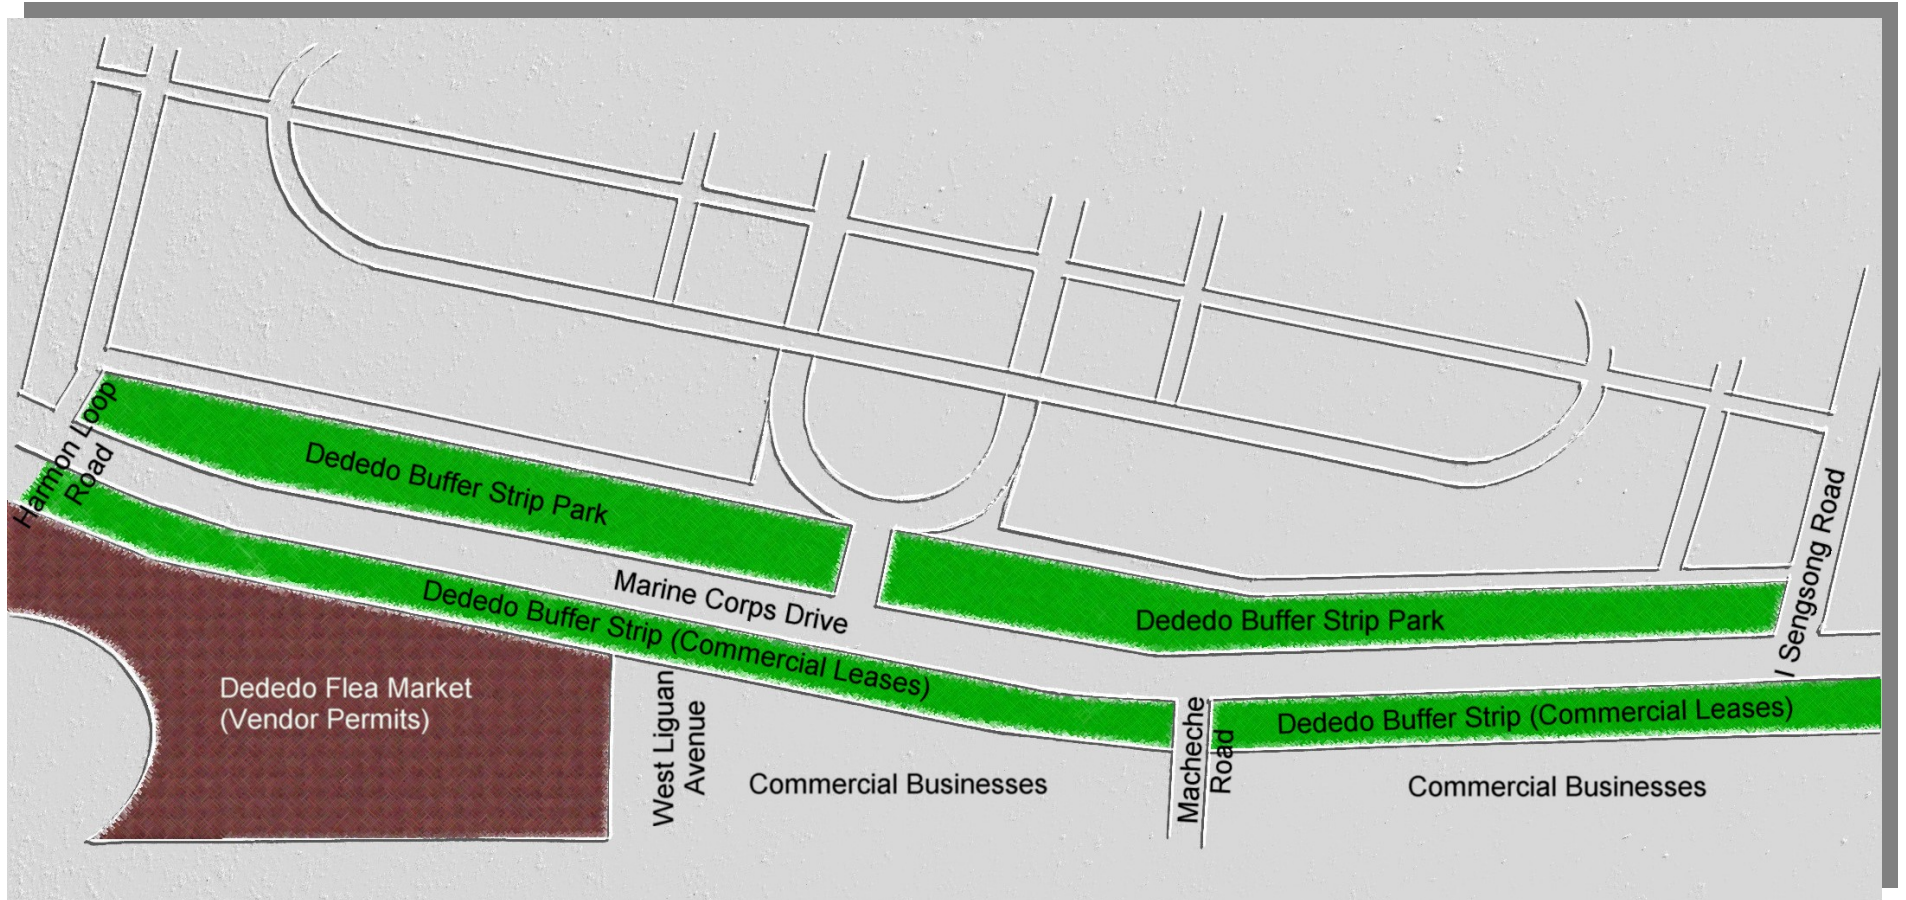 Harmon Loop
Road
Dededo Buffer Strip Park
Marine Corps Drive
Dededo Buffer Strip (Commercial Leases)
Dededo Buffer Strip Park
I Sengsong Road
Dededo Flea Market
(Vendor Permits)
West Liguan
Avenue
Commercial Businesses
Macheche
Road
Dededo Buffer Strip (Commercial Leases)
Commercial Businesses